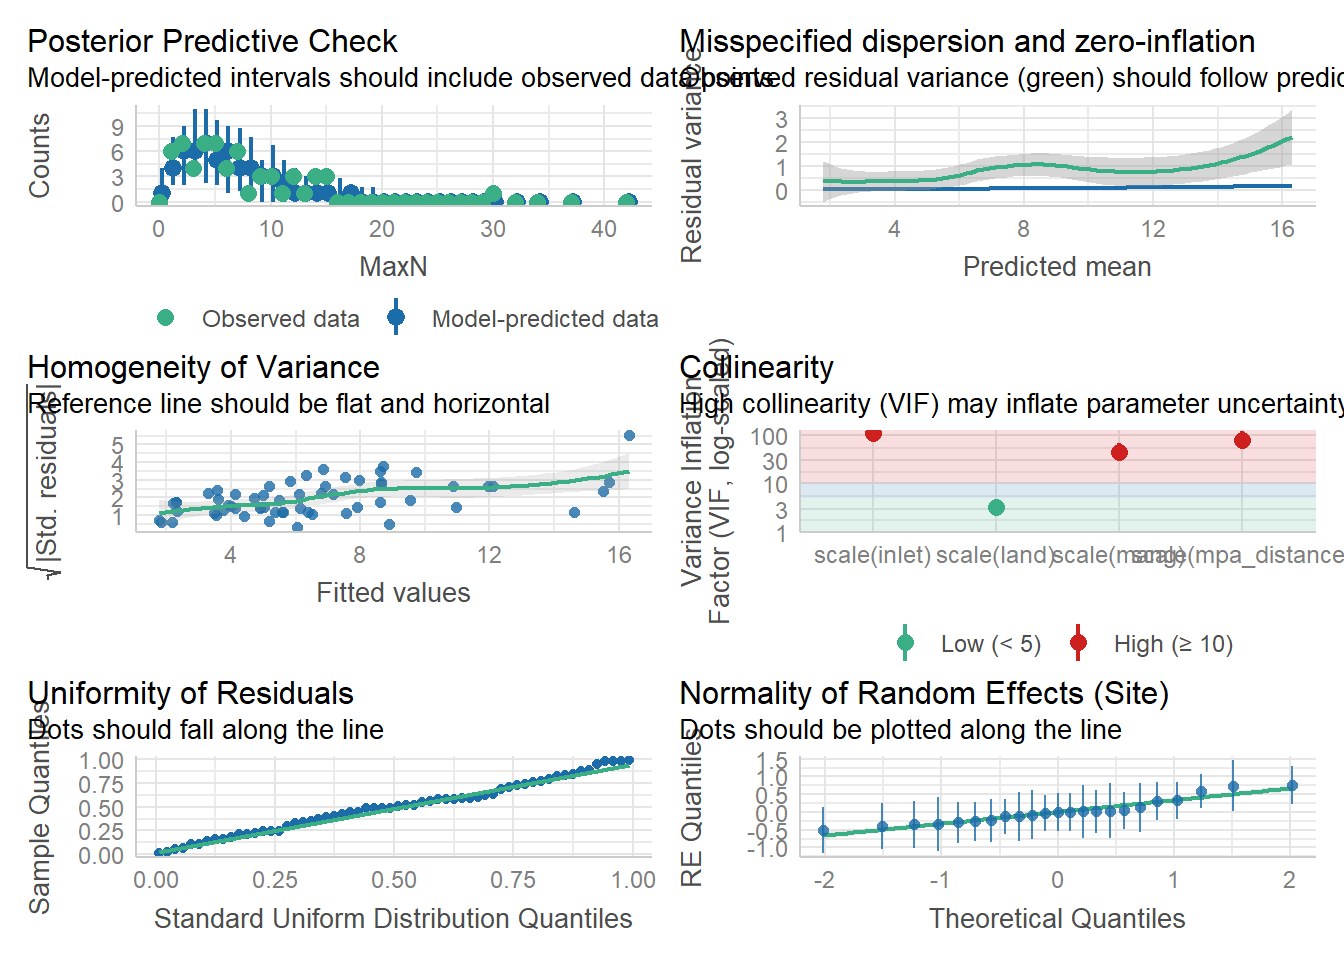 Posterior Predictive Check
Model-predicted intervals should include observed data points
Counts
9
6
3
0
0 10 20 30 40
MaxN
Observed data Model-predicted data
Misspecified dispersion and zero-inflation
Observed residual variance (green) should follow predic
Residual variance
3
2
1
0
4 8 12 16
Predicted mean
Homogeneity of Variance
Reference line should be flat and horizontal
√|Std. residuals|
5
4
3
2
1
4 8 12 16
Fitted values
Collinearity
High collinearity (VIF) may inflate parameter uncertainty
Variance Inflation
Factor (VIF, log-scaled)
100
30
10
3
1
scale(inlet) scale(land) scale(mang) scale(mpa_distance
Low (< 5) High (≥ 10)
Uniformity of Residuals
Dots should fall along the line
Sample Quantiles
1.00
0.75
0.50
0.25
0.00
0.00 0.25 0.50 0.75 1.00
Standard Uniform Distribution Quantiles
Normality of Random Effects (Site)
Dots should be plotted along the line
RE Quantiles
1.5
1.0
0.5
0.0
-0.5
-1.0
-2 -1 0 1 2
Theoretical Quantiles